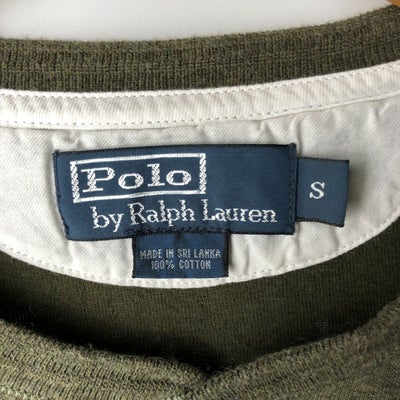 Polo
by Ralph Lauren
S
MADE IN SRI LANKA
100% COTTON